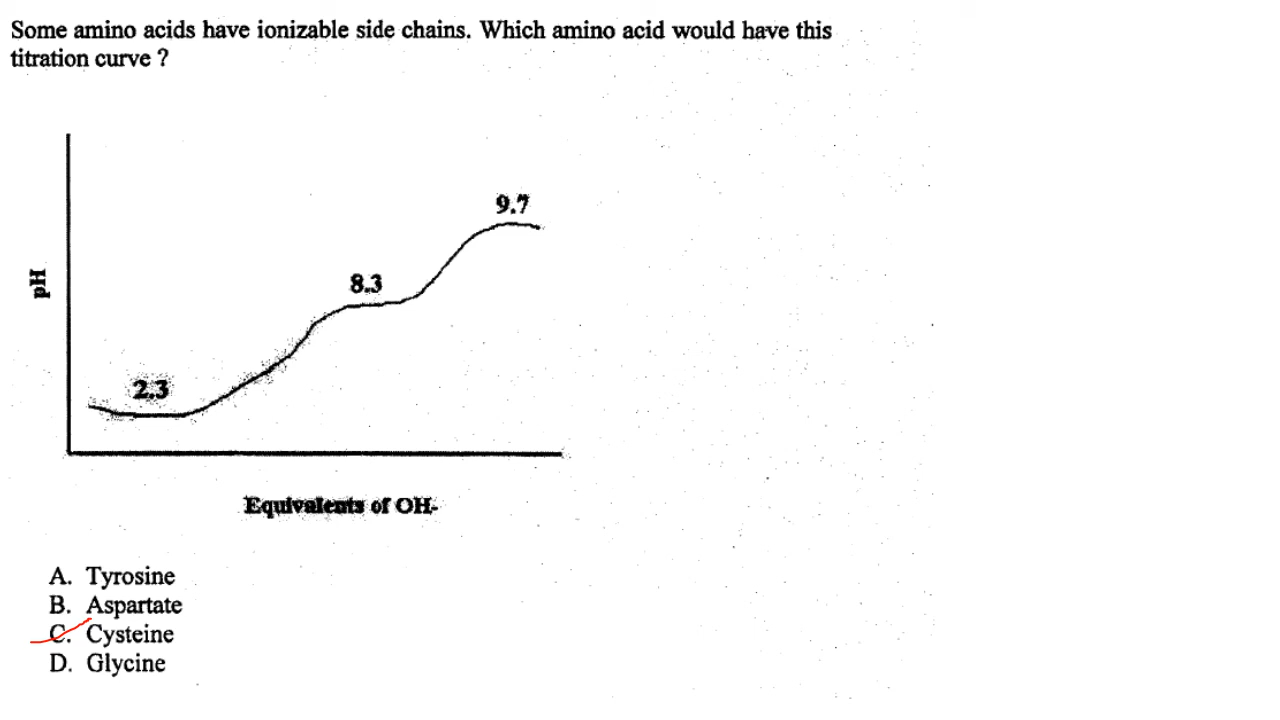 Some amino acids have ionizable side chains. Which amino acid would have this
titration curve ?
9.7
8.3
pH
2.3
Equivalents of OH-
A. Tyrosine
B. Aspartate
C. Cysteine
D. Glycine